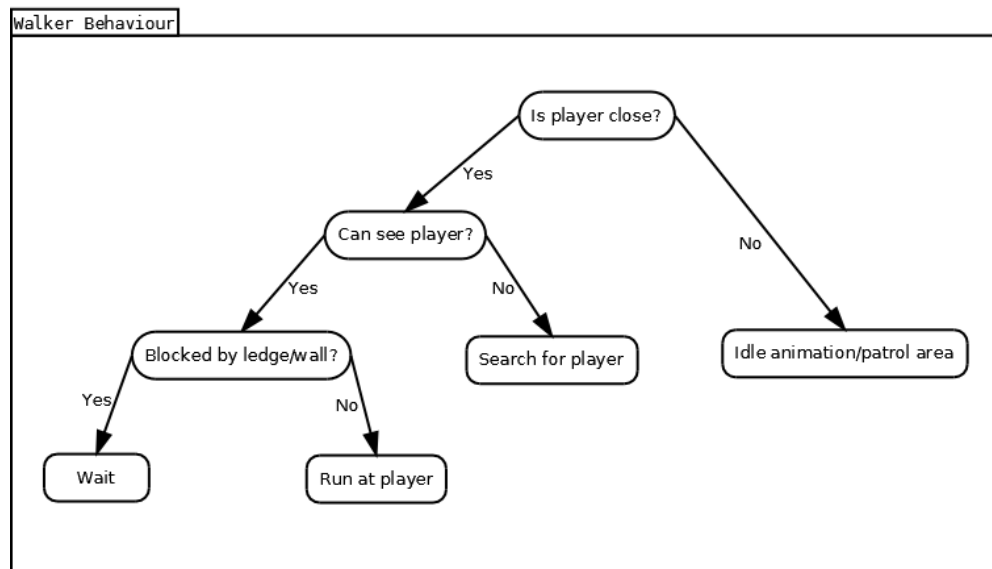 Walker Behaviour
Is player close?
Yes
No
Can see player?
Yes
No
Blocked by ledge/wall?
Search for player
Idle animation/patrol area
Yes
No
Wait
Run at player